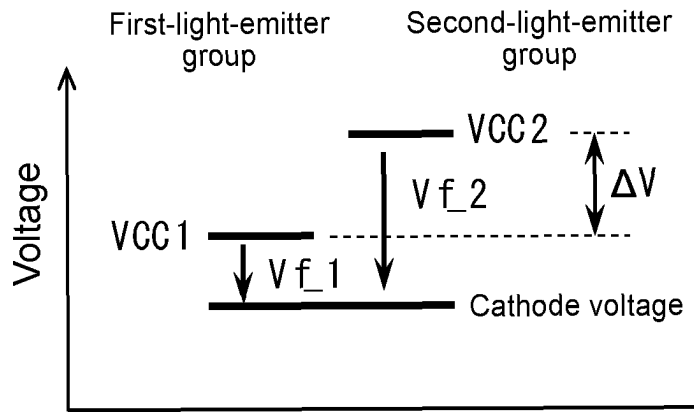 First-light-emitter
group
Second-light-emitter
group
Voltage
VCC2
Vf_2
ΔV
VCC1
Vf_1
Cathode voltage